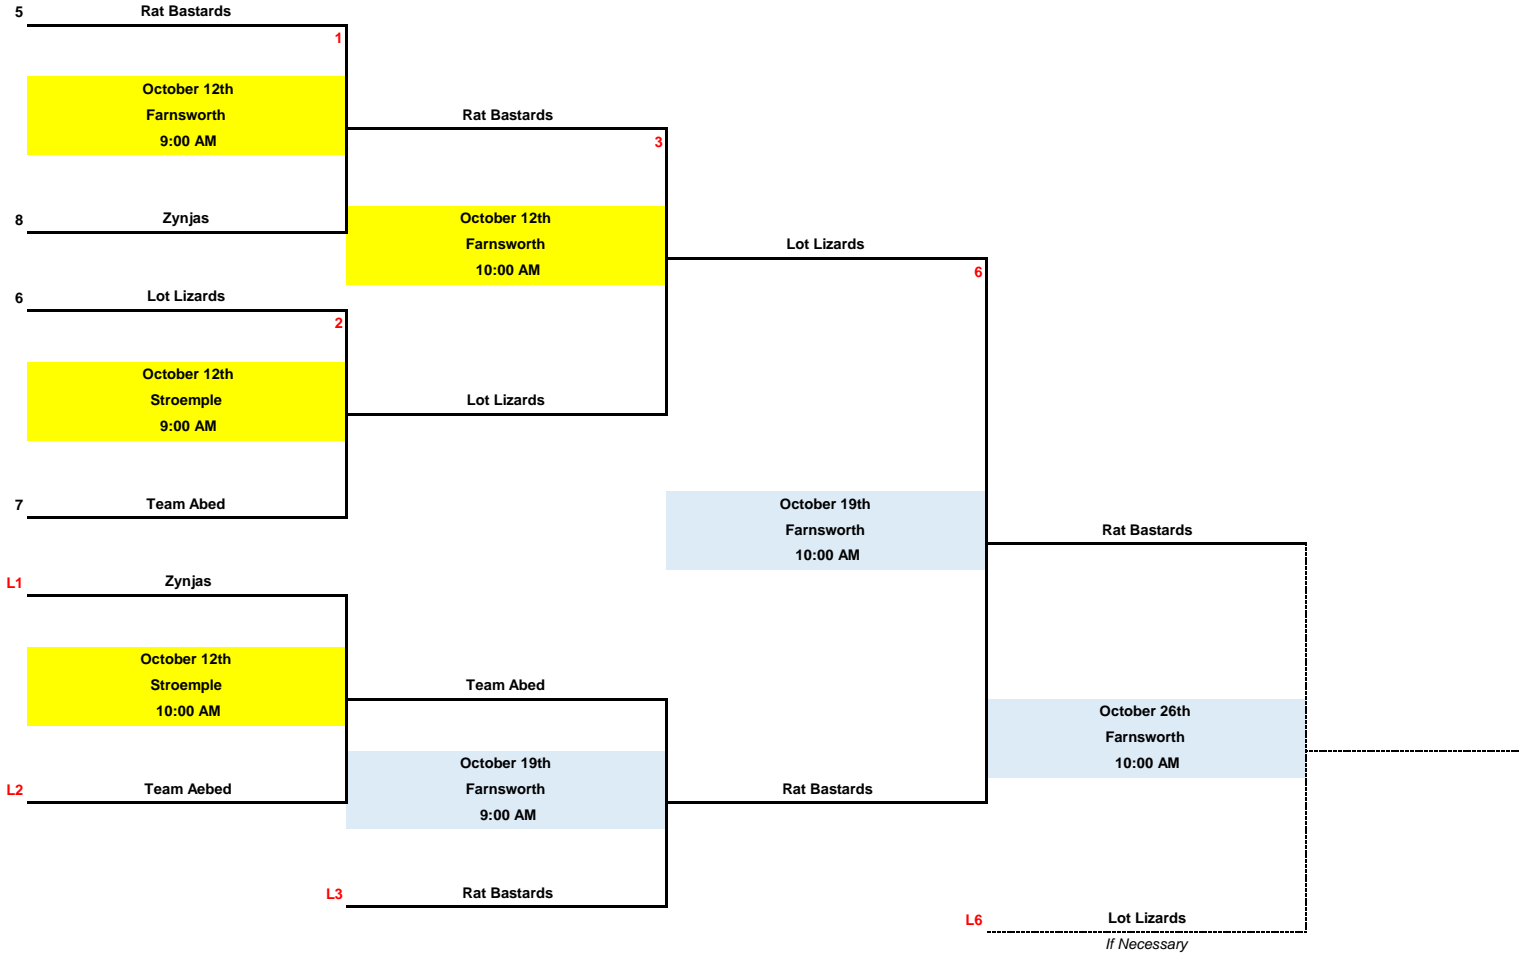 5 Rat Bastards
1
October 12th
Farnsworth
9:00 AM
Rat Bastards
3
8 Zynjas
October 12th
Farnsworth
10:00 AM
Lot Lizards
6
6 Lot Lizards
2
October 12th
Stroemple
9:00 AM
Lot Lizards
7 Team Abed
October 19th
Farnsworth
10:00 AM
Rat Bastards
L1 Zynjas
October 12th
Stroemple
10:00 AM
Team Abed
October 26th
Farnsworth
10:00 AM
L2 Team Aebed
October 19th
Farnsworth
9:00 AM
Rat Bastards
L3 Rat Bastards
L6 Lot Lizards
If Necessary